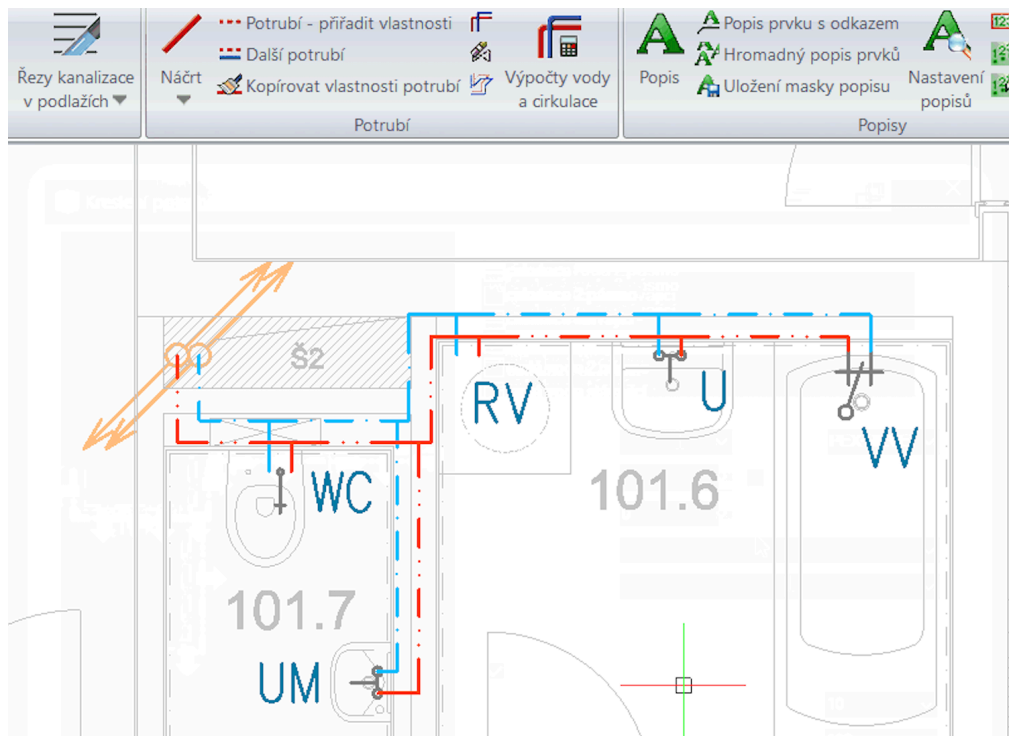 Řezy kanalizace
v podlažích
Náčrt
Potrubí - přiřadit vlastnosti
Další potrubí
Kopírovat vlastnosti potrubí
Výpočty vody
a cirkulace
Potrubí
Popis
Popis prvku s odkazem
Hromadný popis prvků
Uložení masky popisu
Nastavení
popisů
Popisy
Š2
RV
U
VV
WC
101.6
101.7
UM